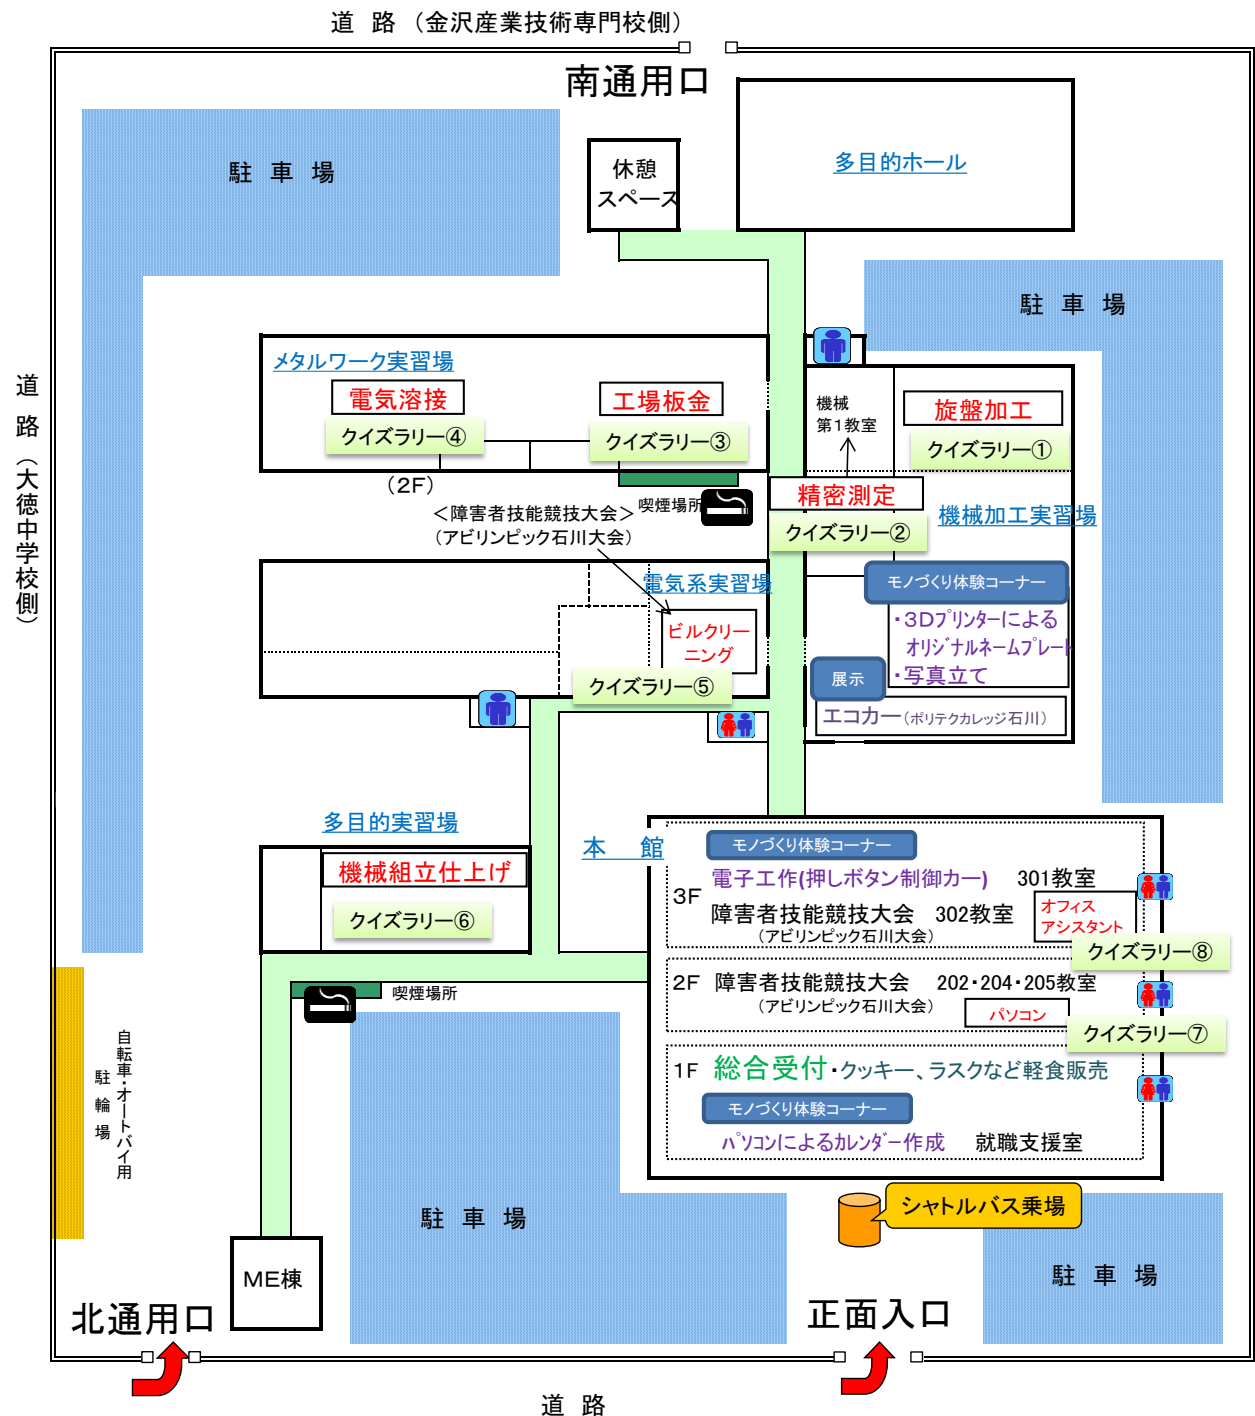 道 路 （金沢産業技術専門校側）
南通用口
駐 車 場
休憩
スペース
多目的ホール
駐 車 場
道 路 （大徳中学校側）
メタルワーク実習場
電気溶接
クイズラリー④
工場板金
クイズラリー③
機械
第１教室
旋盤加工
クイズラリー①
（２Ｆ）
喫煙場所
精密測定
クイズラリー②
機械加工実習場
＜障害者技能競技大会＞
（アビリンピック石川大会）
電気系実習場
ビルクリー
ニング
クイズラリー⑤
モノづくり体験コーナー
・３Dプリンターによる
オリジナルネームプレート
・写真立て
展示
エコカー（ポリテクカレッジ石川）
多目的実習場
機械組立仕上げ
クイズラリー⑥
本 館
モノづくり体験コーナー
3F
電子工作(押しボタン制御カー) 301教室
障害者技能競技大会 302教室
（アビリンピック石川大会）
オフィス
アシスタント
クイズラリー⑧
2F 障害者技能競技大会 202・204・205教室
（アビリンピック石川大会）
パソコン
クイズラリー⑦
1F 総合受付・クッキー、ラスクなど軽食販売
モノづくり体験コーナー
パソコンによるカレンダー作成 就職支援室
喫煙場所
自転車・オートバイ用
駐 輪 場
駐 車 場
シャトルバス乗場
駐 車 場
ＭＥ棟
北通用口
正面入口
道 路